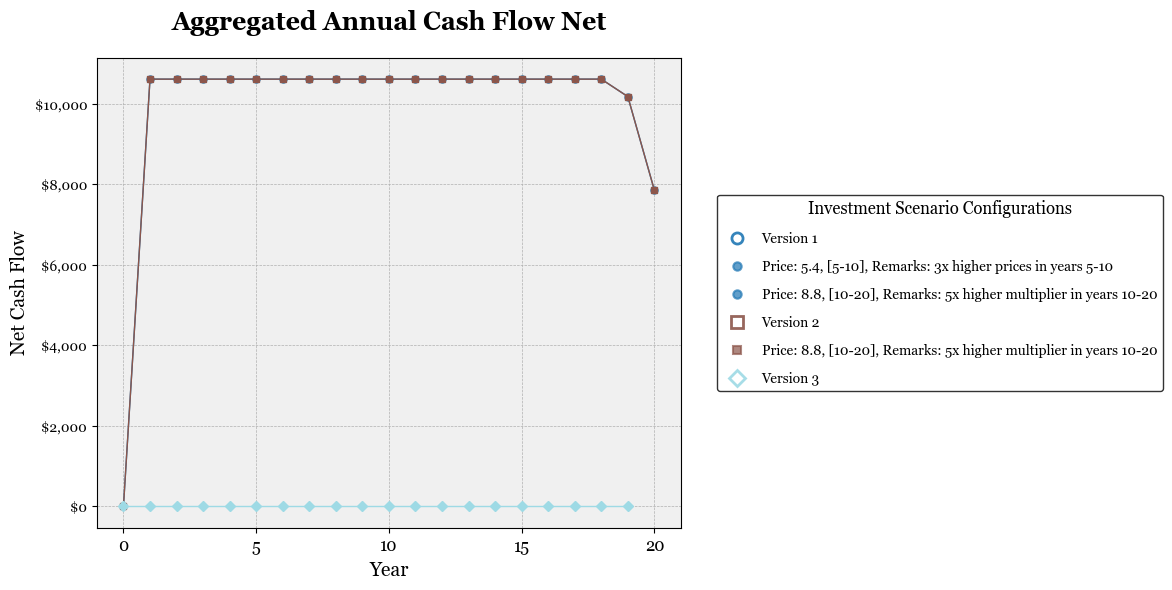 Aggregated Annual Cash Flow Net
$10,000
$8,000
$6,000
$4,000
$2,000
$0
Net Cash Flow
0 5 10 15 20
Year
Investment Scenario Configurations
Version 1
Price: 5.4, [5-10], Remarks: 3x higher prices in years 5-10
Price: 8.8, [10-20], Remarks: 5x higher multiplier in years 10-20
Version 2
Price: 8.8, [10-20], Remarks: 5x higher multiplier in years 10-20
Version 3